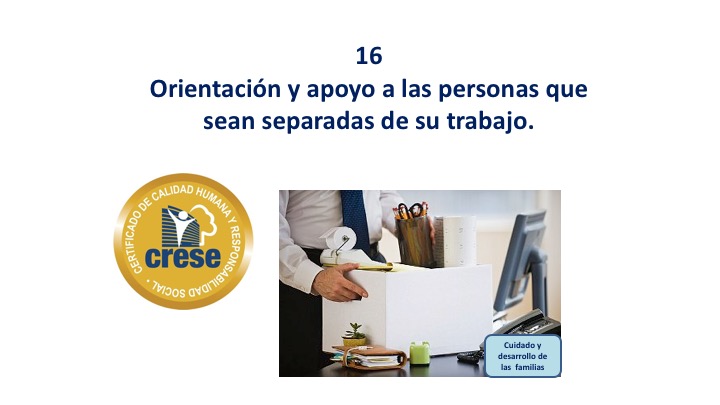 16
Orientación y apoyo a las personas que
sean separadas de su trabajo.
CERTIFICADO DE CALIDAD HUMANA Y RESPONSABILIDAD SOCIAL
crese
Cuidado y
desarrollo de
las familias